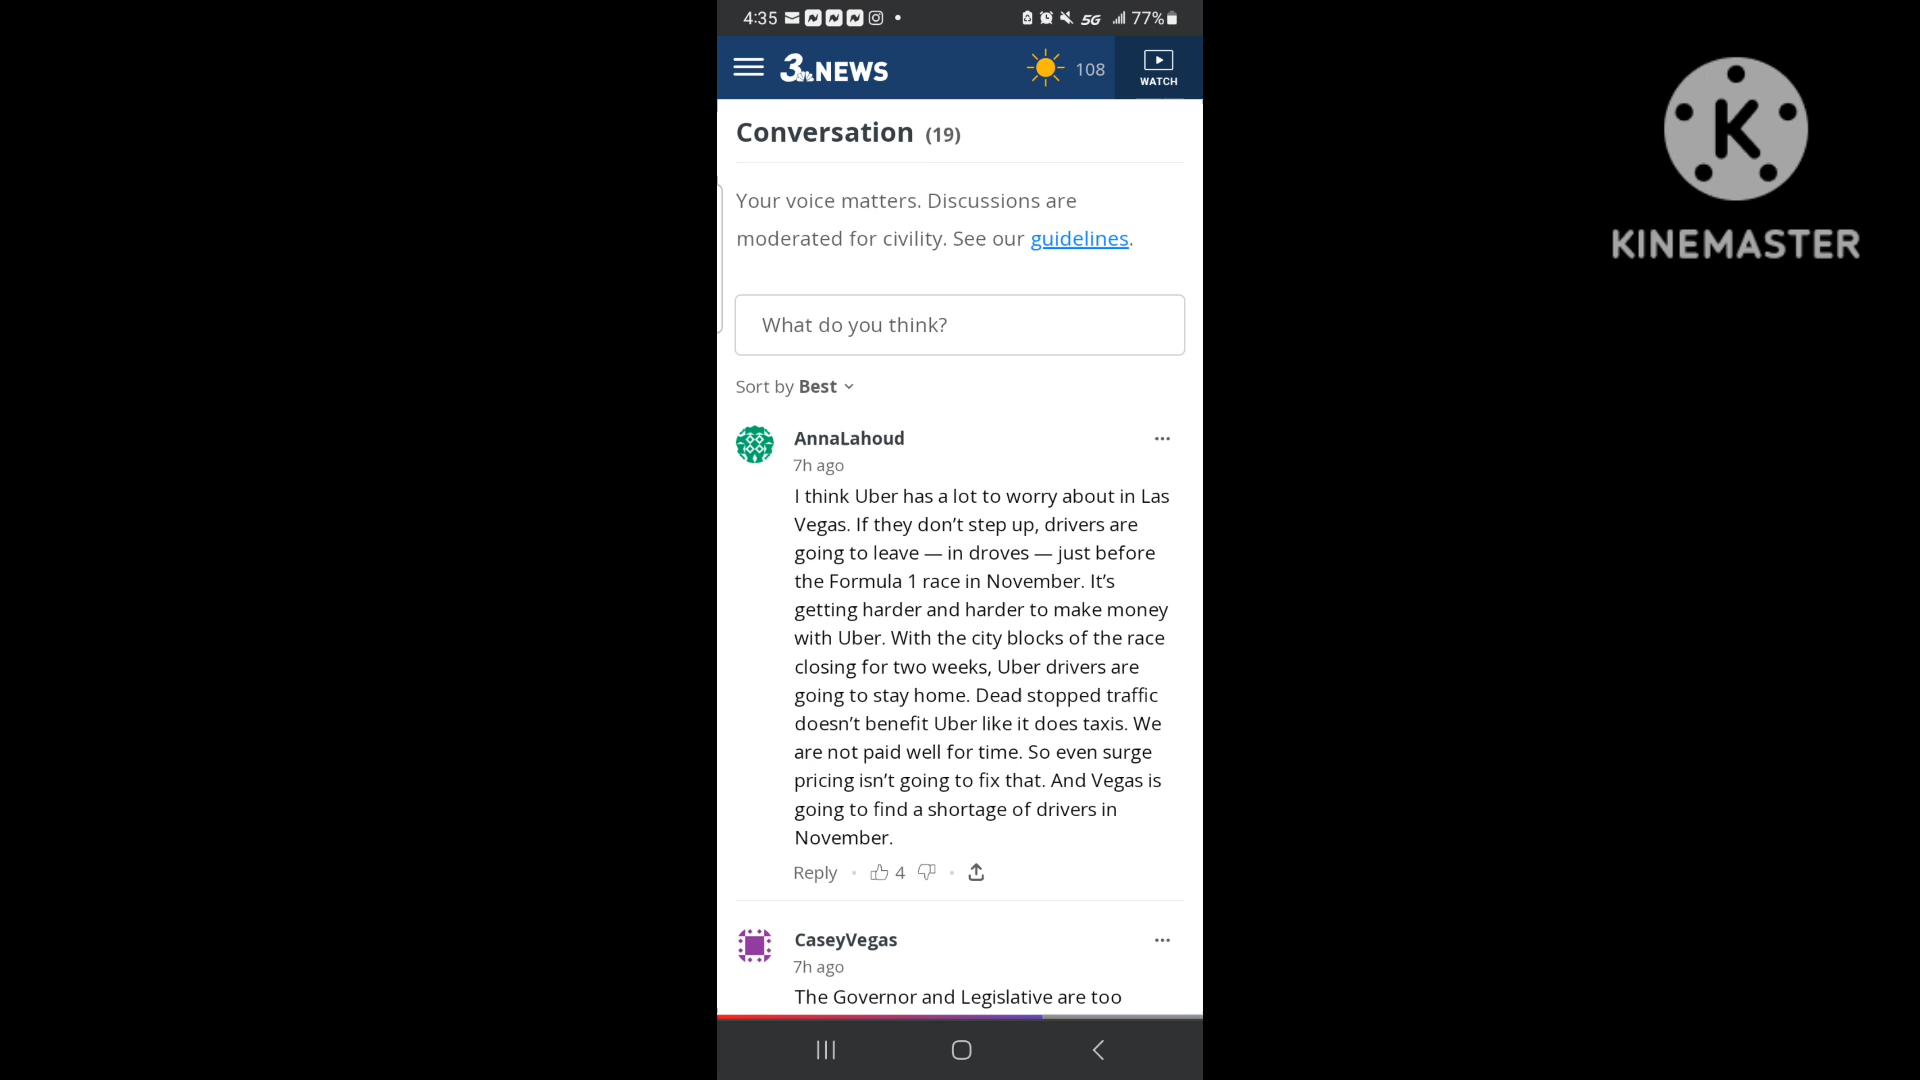 4:35 5G 77%
3 NEWS 108 WATCH
Conversation (19)
Your voice matters. Discussions are
moderated for civility. See our guidelines.
What do you think?
Sort by Best
AnnaLahoud
7h ago
I think Uber has a lot to worry about in Las
Vegas. If they don’t step up, drivers are
going to leave — in droves — just before
the Formula 1 race in November. It’s
getting harder and harder to make money
with Uber. With the city blocks of the race
closing for two weeks, Uber drivers are
going to stay home. Dead stopped traffic
doesn’t benefit Uber like it does taxis. We
are not paid well for time. So even surge
pricing isn’t going to fix that. And Vegas is
going to find a shortage of drivers in
November.
Reply 4
CaseyVegas
7h ago
The Governor and Legislative are too
K
KINEMASTER